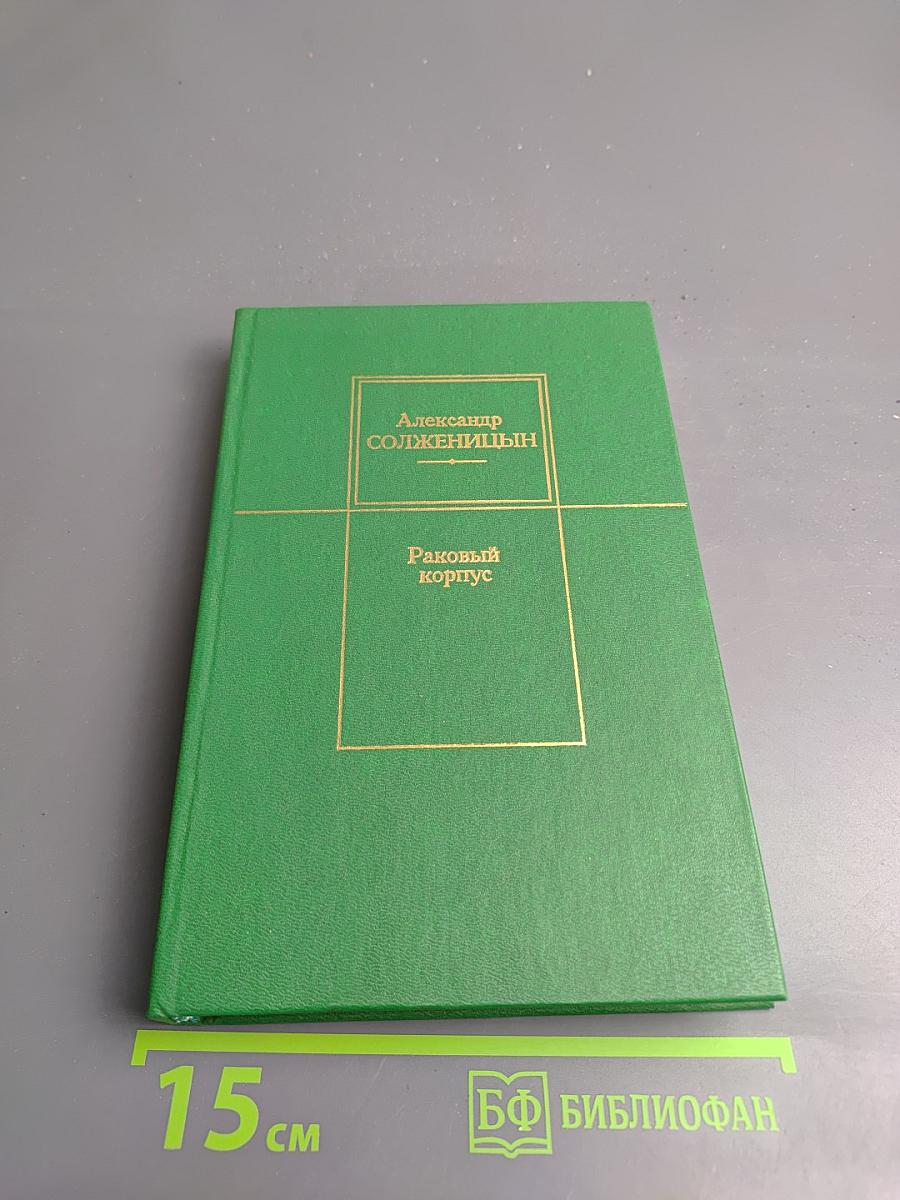 Александр
СОЛЖЕНИЦЫН
Раковый
корпус
15 см
БФ БИБЛИОФАН